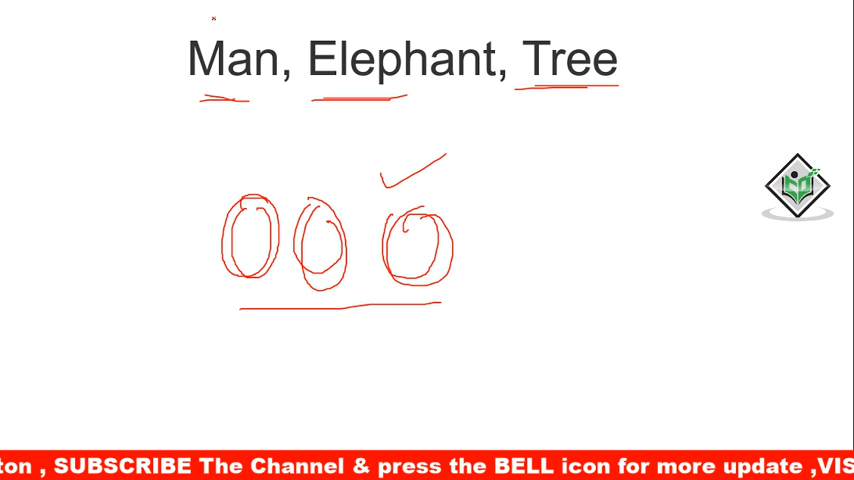 Man, Elephant, Tree
ton , SUBSCRIBE The Channel & press the BELL icon for more update ,VIS